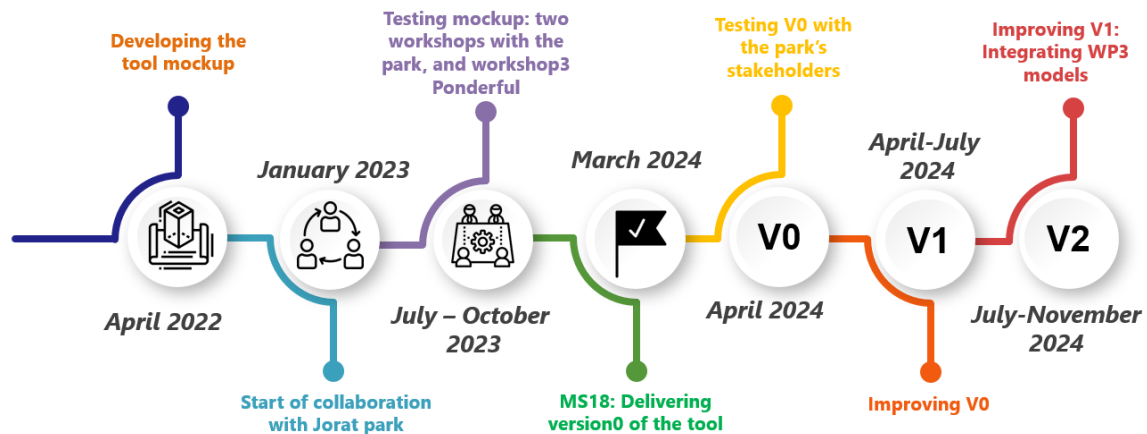 Developing the
tool mockup
April 2022
January 2023
Start of collaboration
with Jorat park
Testing mockup: two
workshops with the
park, and workshop3
Ponderful
July – October
2023
March 2024
MS18: Delivering
version0 of the tool
Testing V0 with
the park's
stakeholders
V0
April 2024
April-July
2024
V1
Improving V0
Improving V1:
Integrating WP3
models
V2
July-November
2024